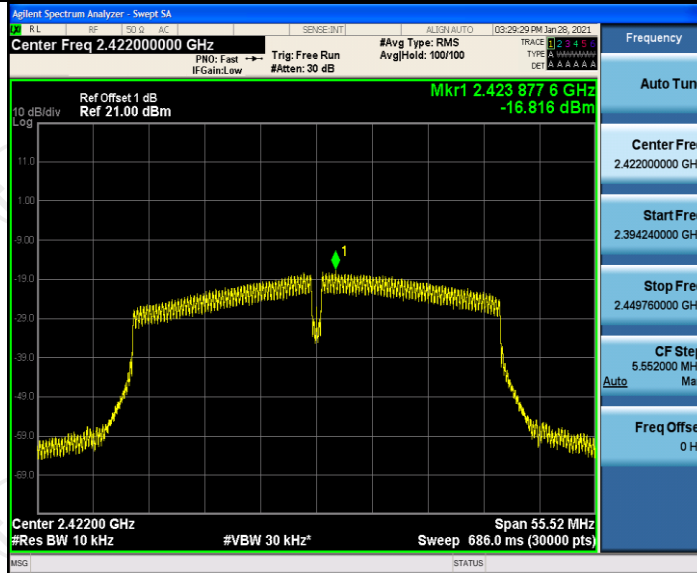 Agilent Spectrum Analyzer - Swept SA
RL RF 50 Ω AC SENSE:INT ALIGN AUTO 03:29:29 PM Jan 28, 2021
Center Freq 2.422000000 GHz
PNO: Fast Trig: Free Run
IFGain:Low #Atten: 30 dB
#Avg Type: RMS
Avg|Hold: 100/100
TRACE 1 2 3 4 5 6
TYPE A
DET A A A A A A
Ref Offset 1 dB
10 dB/div Ref 21.00 dBm
Log
Mkr1 2.423 877 6 GHz
-16.816 dBm
11.0
1.00
-9.00
-19.0
-29.0
-39.0
-49.0
-59.0
-69.0
1
Center 2.42200 GHz Span 55.52 MHz
#Res BW 10 kHz #VBW 30 kHz* Sweep 686.0 ms (30000 pts)
MSG STATUS
Frequency
Auto Tun
Center Fre
2.422000000 GH
Start Fre
2.394240000 GH
Stop Fre
2.449760000 GH
CF Ste
5.552000 MH
Auto Ma
Freq Offse
0 H